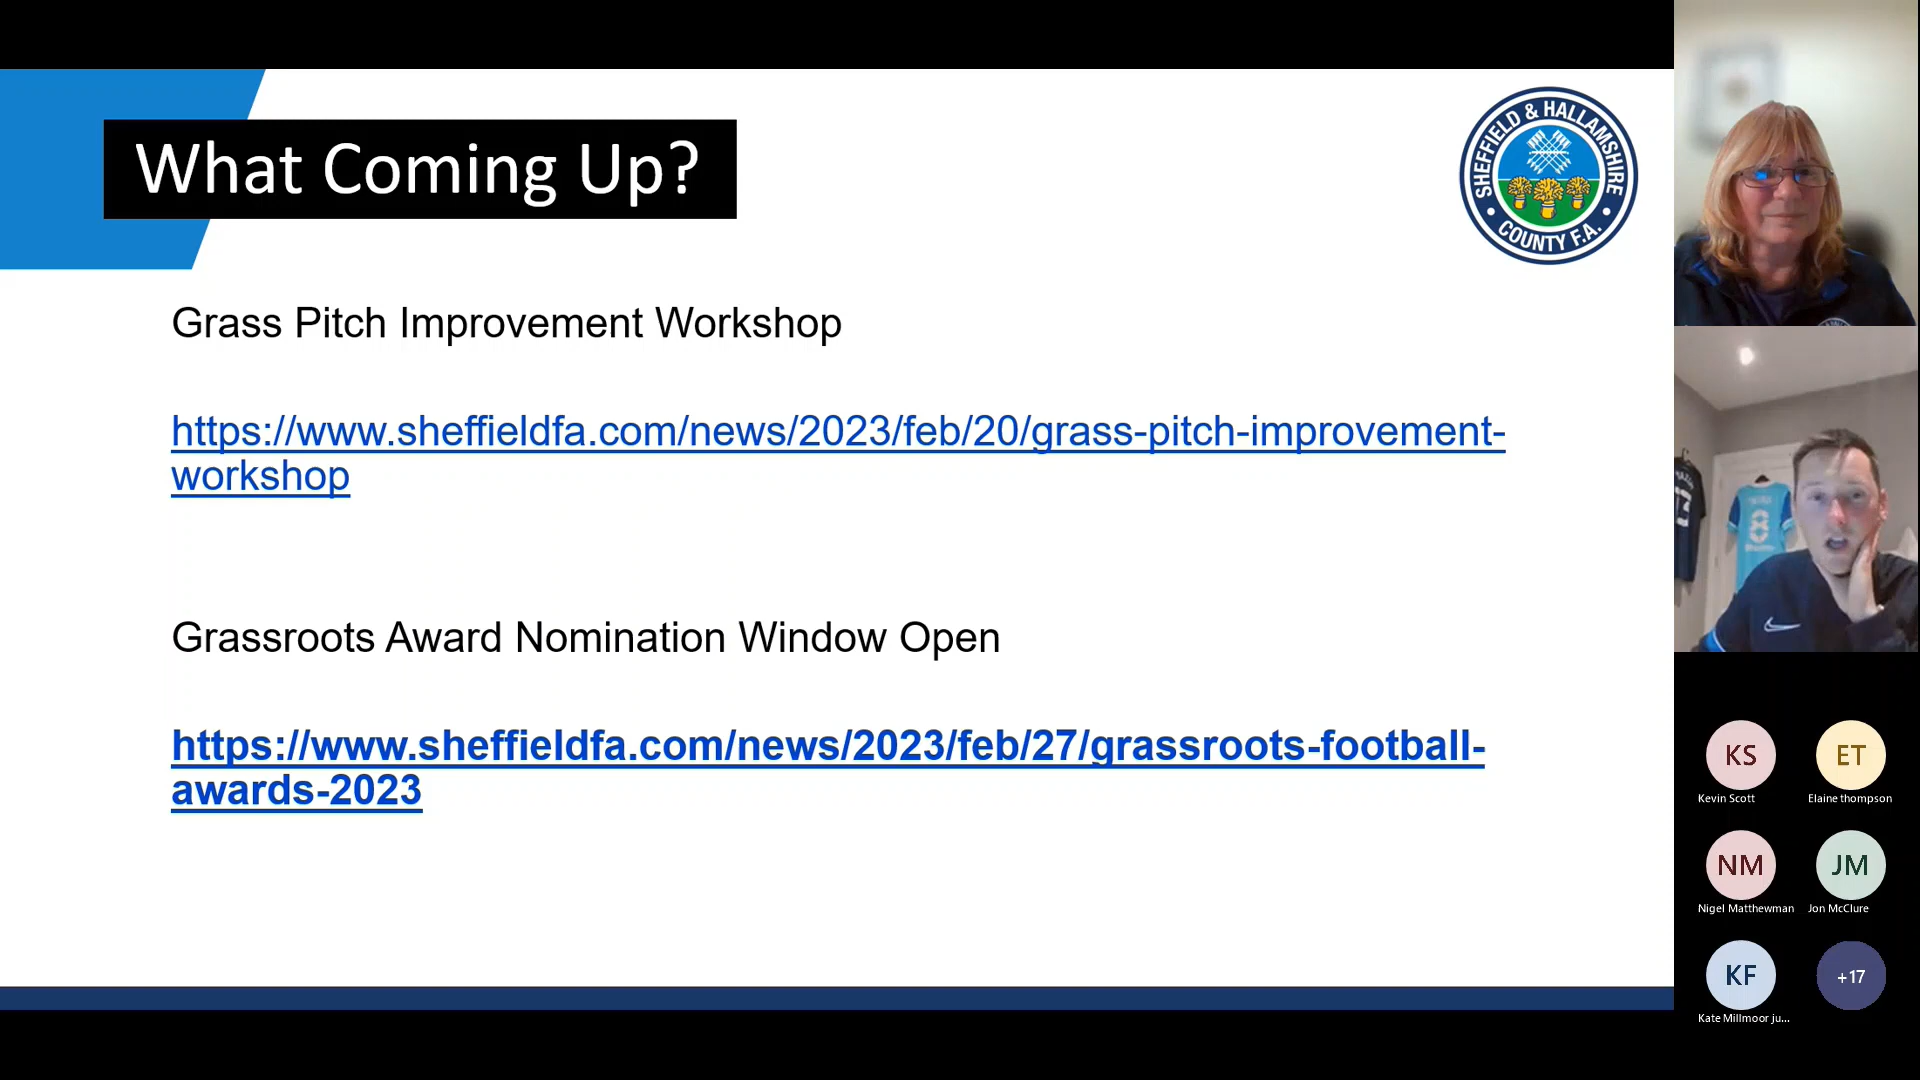 What Coming Up?
SHEFFIELD & HALLAMSHIRE
COUNTY F.A.
Grass Pitch Improvement Workshop
https://www.sheffieldfa.com/news/2023/feb/20/grass-pitch-improvement-
workshop
Grassroots Award Nomination Window Open
https://www.sheffieldfa.com/news/2023/feb/27/grassroots-football-
awards-2023
8
KS
ET
Kevin Scott
Elaine thompson
NM
JM
Nigel Matthewman
Jon McClure
KF
+17
Kate Millmoor ju...